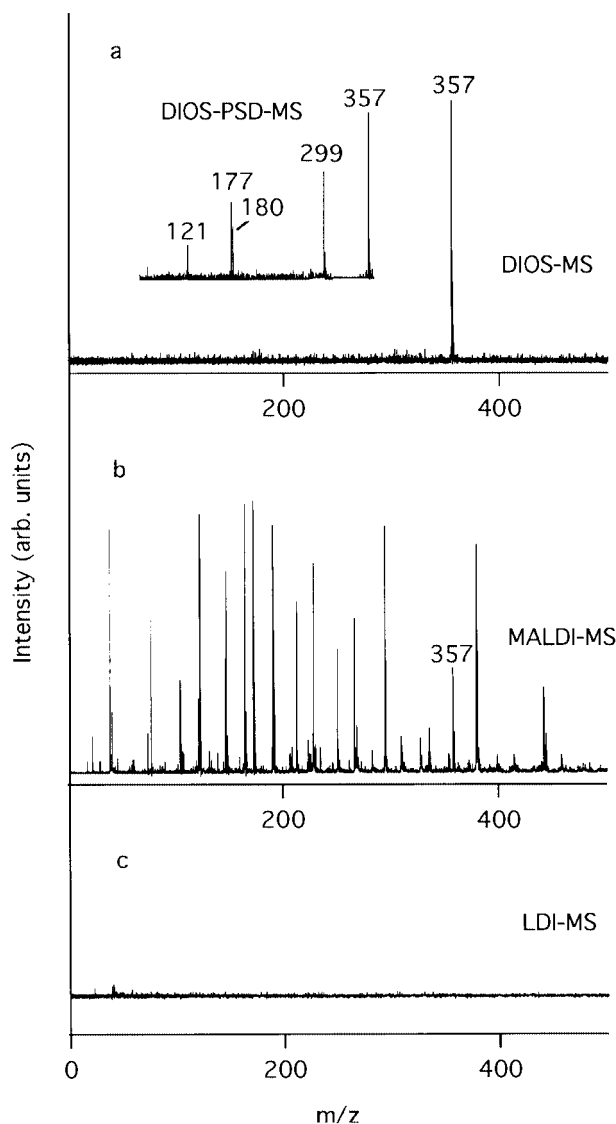 a
357
357
DIOS-PSD-MS
299
177
180
121
DIOS-MS
200
400
b
Intensity (arb. units)
MALDI-MS
357
200
400
c
LDI-MS
0
200
400
m/z